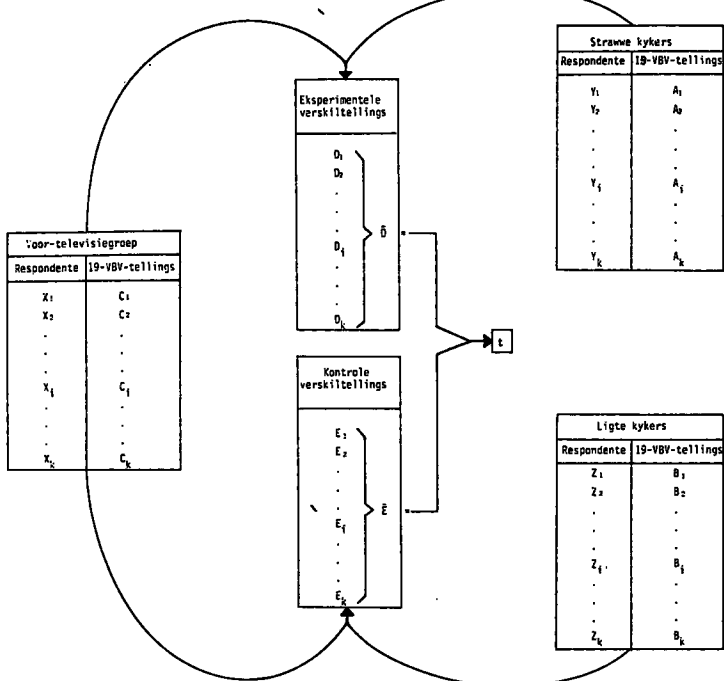 Strawwe kykers
Respondente 19-VBV-tellings
Y₁ A₁
Y₂ A₂
. .
. .
. .
Yᵢ Aᵢ
. .
. .
. .
Yₖ Aₖ
Eksperimentele
verskiltellings
D₁
D₂
.
.
.
Dᵢ
.
.
.
Dₖ
D̄
Voor-televisiegroep
Respondente 19-VBV-tellings
X₁ C₁
X₂ C₂
. .
. .
. .
Xᵢ Cᵢ
. .
. .
. .
Xₖ Cₖ
t
Kontrole
verskiltellings
E₁
E₂
.
.
.
Eᵢ
.
.
.
Eₖ
Ē
Ligte kykers
Respondente 19-VBV-tellings
Z₁ B₁
Z₂ B₂
. .
. .
. .
Zᵢ Bᵢ
. .
. .
. .
Zₖ Bₖ